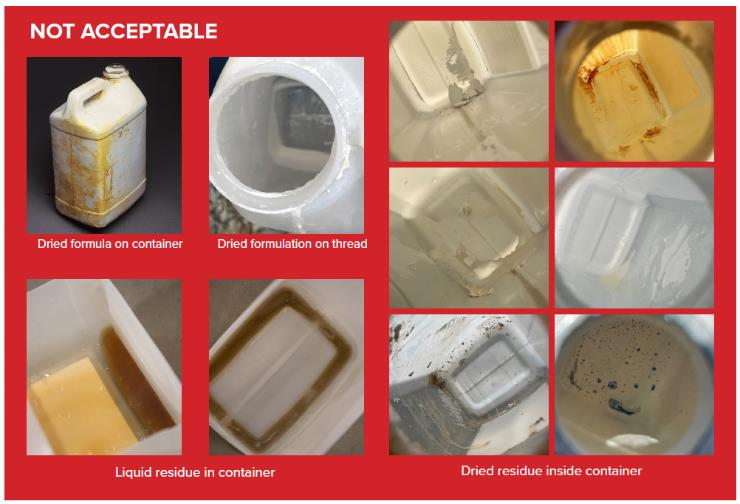 NOT ACCEPTABLE
Dried formula on container
Dried formulation on thread
Liquid residue in container
Dried residue inside container